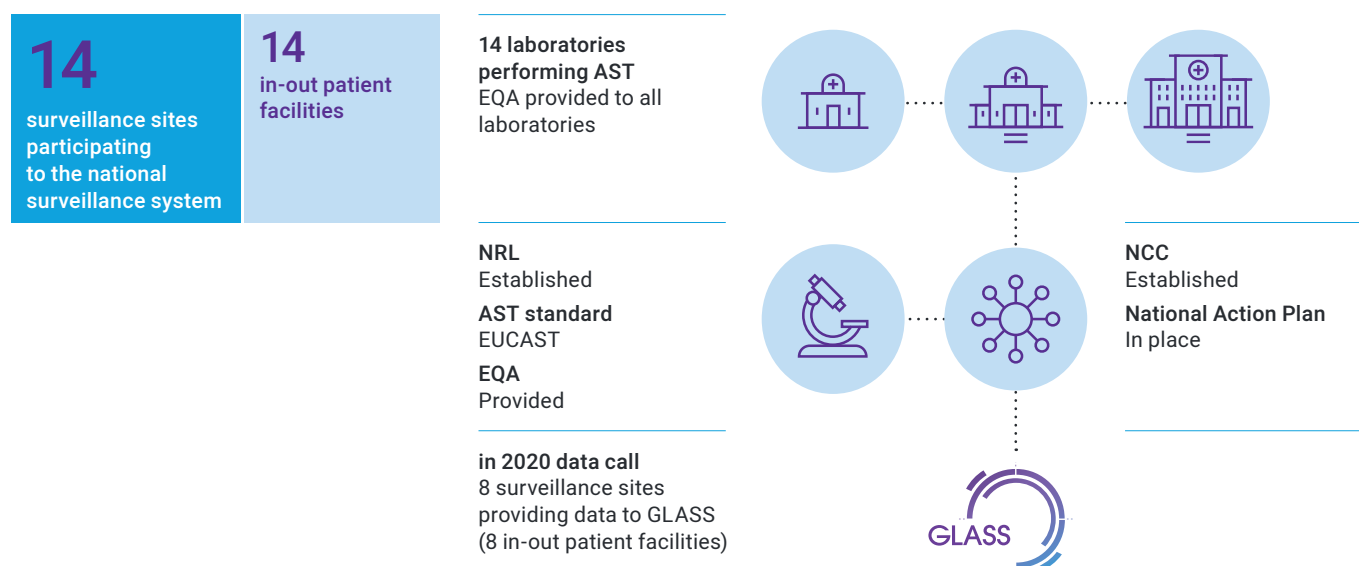 14
surveillance sites
participating
to the national
surveillance system
14
in-out patient
facilities
14 laboratories
performing AST
EQA provided to all
laboratories
NRL
Established
AST standard
EUCAST
EQA
Provided
NCC
Established
National Action Plan
In place
in 2020 data call
8 surveillance sites
providing data to GLASS
(8 in-out patient facilities)
GLASS